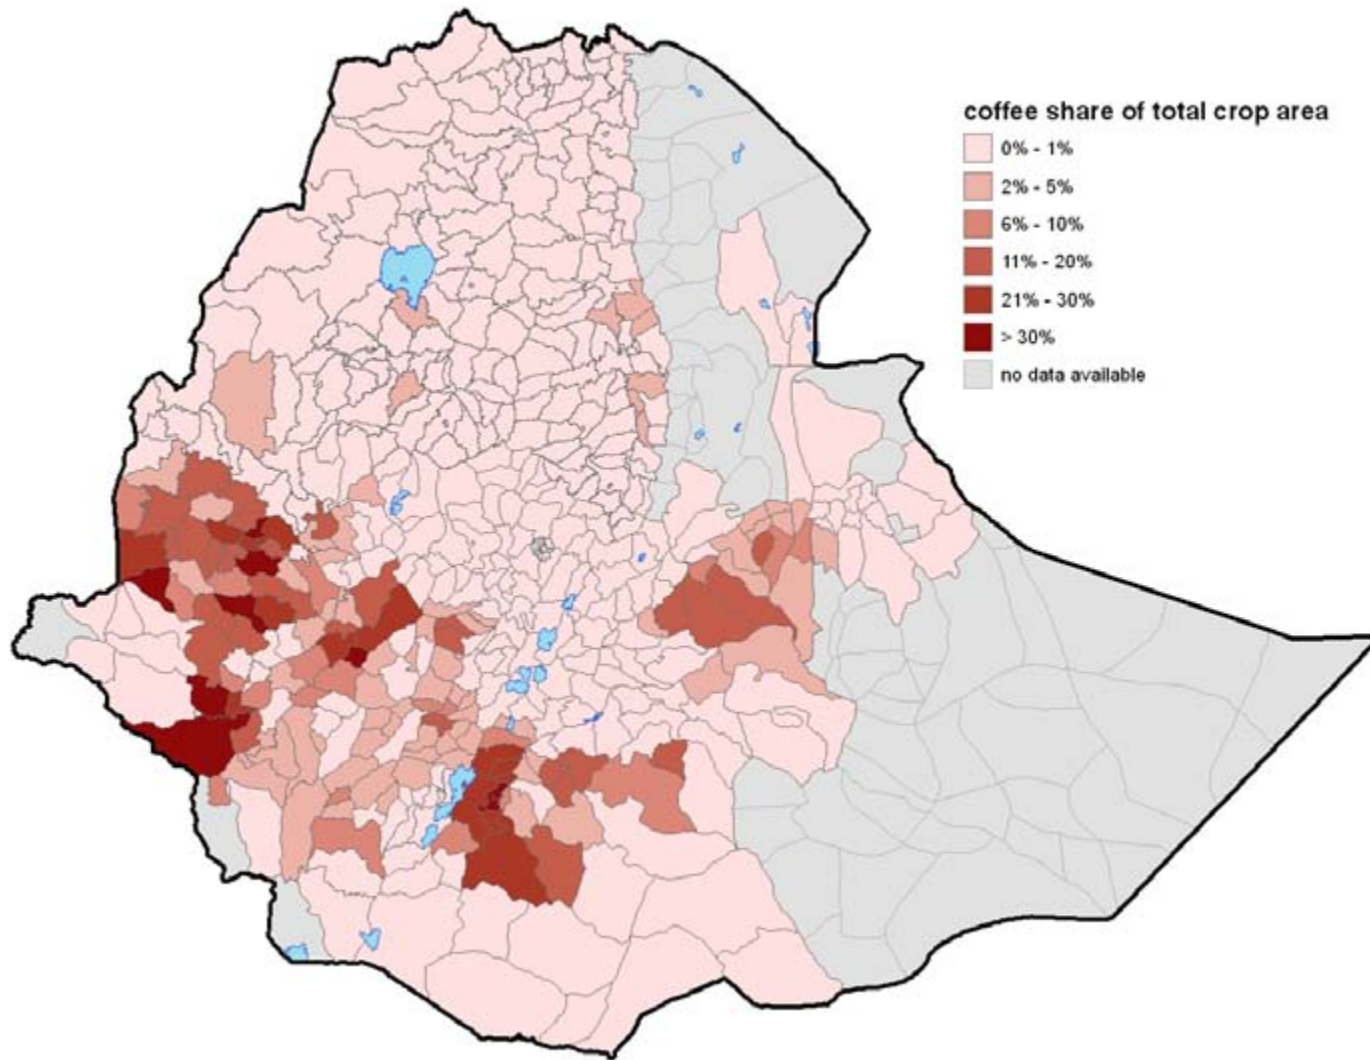 coffee share of total crop area
0% - 1%
2% - 5%
6% - 10%
11% - 20%
21% - 30%
> 30%
no data available